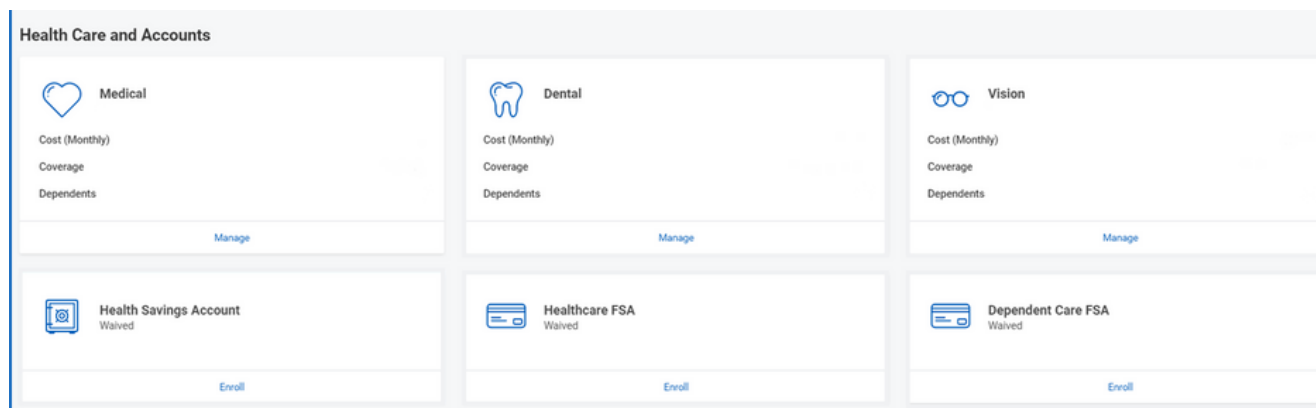 Health Care and Accounts
Medical
Cost (Monthly)
Coverage
Dependents
Manage
Dental
Cost (Monthly)
Coverage
Dependents
Manage
Vision
Cost (Monthly)
Coverage
Dependents
Manage
Health Savings Account
Waived
Enroll
Healthcare FSA
Waived
Enroll
Dependent Care FSA
Waived
Enroll